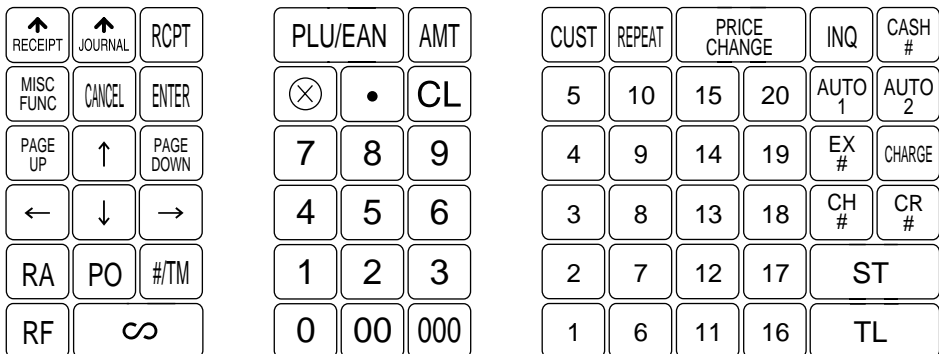 ↑ RECEIPT ↑ JOURNAL RCPT PLU/EAN AMT CUST REPEAT PRICE CHANGE INQ CASH #
MISC FUNC CANCEL ENTER ⊗ • CL 5 10 15 20 AUTO 1 AUTO 2
PAGE UP ↑ PAGE DOWN 7 8 9 4 9 14 19 EX # CHARGE
← ↓ → 4 5 6 3 8 13 18 CH # CR #
RA PO #/TM 1 2 3 2 7 12 17 ST
RF ∽ 0 00 000 1 6 11 16 TL